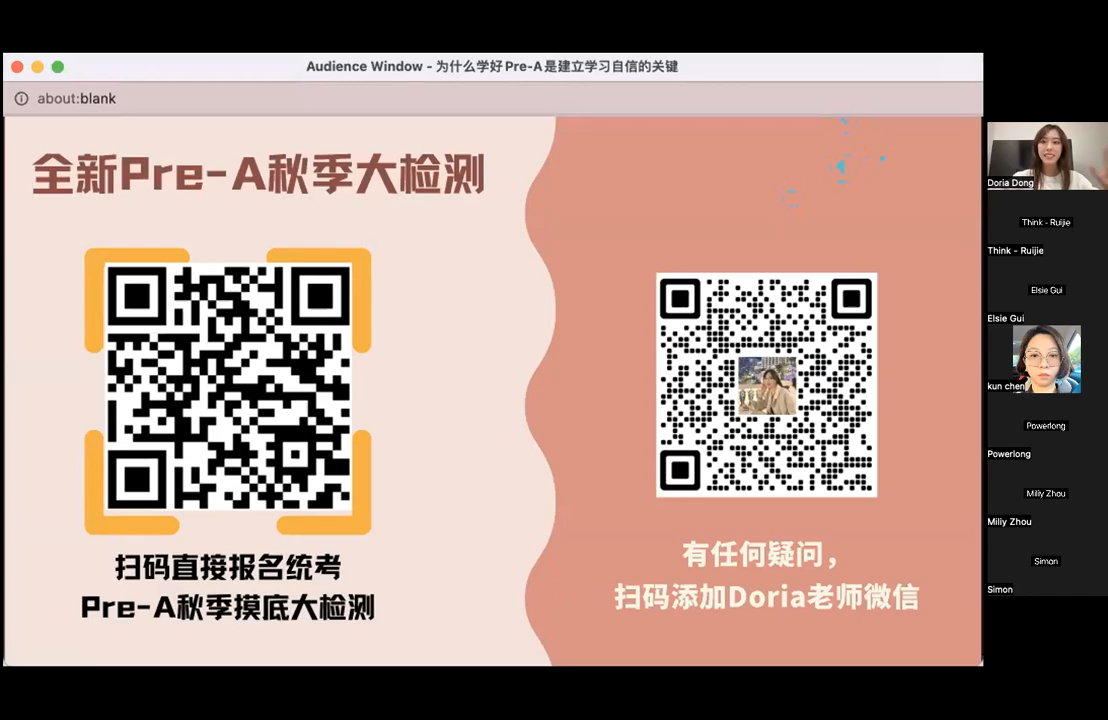 Audience Window - 为什么学好Pre-A是建立学习自信的关键
about:blank
全新Pre-A秋季大检测
扫码直接报名统考
Pre-A秋季摸底大检测
有任何疑问，
扫码添加Doria老师微信
Doria Dong
Think - Ruijie
Think - Ruijie
Elsie Gui
Elsie Gui
kun chen
Powerlong
Powerlong
Miliy Zhou
Miliy Zhou
Simon
Simon